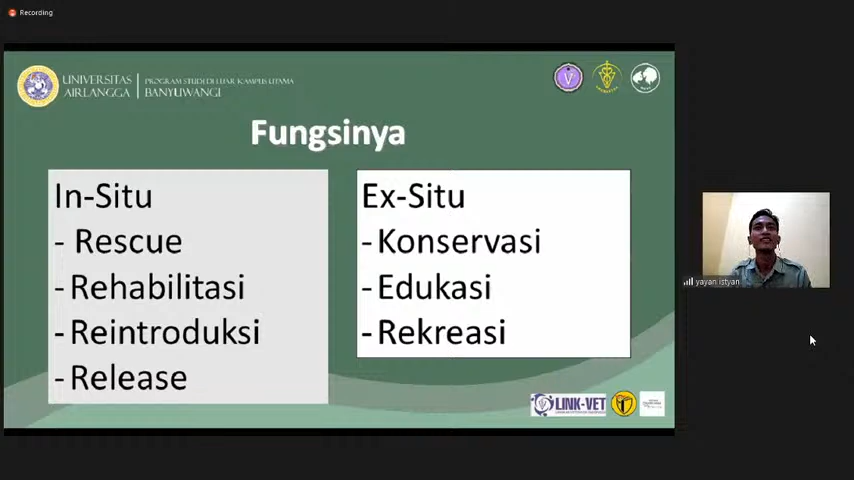 Recording
UNIVERSITAS
AIRLANGGA
PROGRAM STUDI DI LUAR KAMPUS UTAMA
BANYUWANGI
Fungsinya
In-Situ
- Rescue
- Rehabilitasi
- Reintroduksi
- Release
Ex-Situ
- Konservasi
- Edukasi
- Rekreasi
yayan istyan
LINK-VET